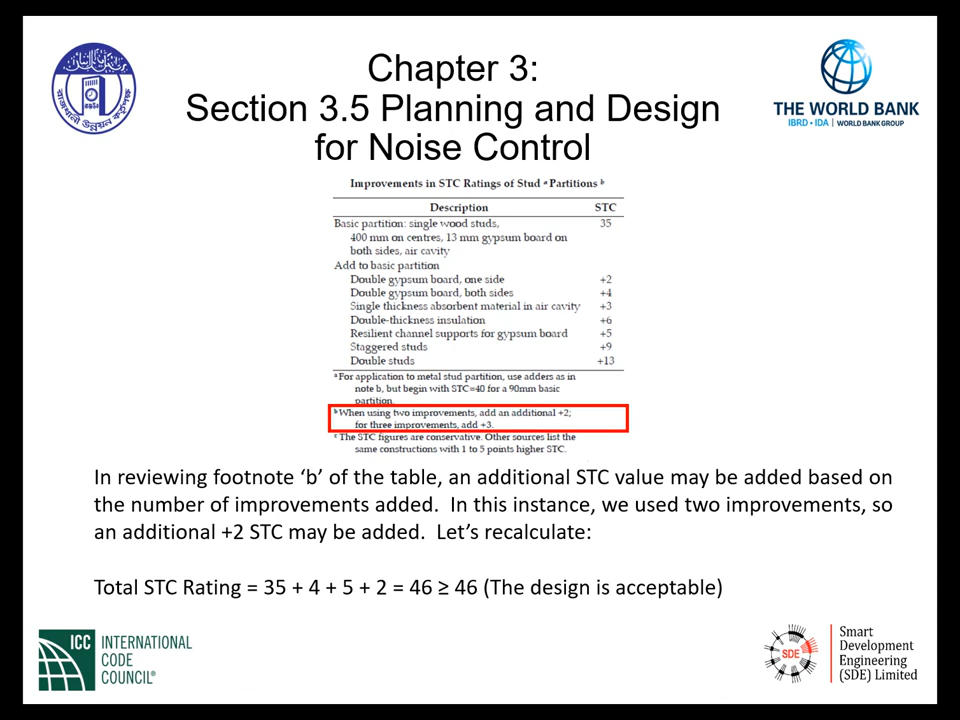 Chapter 3:
Section 3.5 Planning and Design
for Noise Control
রাজধানী উন্নয়ন কর্তৃপক্ষ
THE WORLD BANK
IBRD • IDA | WORLD BANK GROUP
Improvements in STC Ratings of Stud ᵃ Partitions ᵇ
Description STC
Basic partition: single wood studs, 35
400 mm on centres, 13 mm gypsum board on
both sides, air cavity
Add to basic partition
Double gypsum board, one side +2
Double gypsum board, both sides +4
Single thickness absorbent material in air cavity +3
Double-thickness insulation +6
Resilient channel supports for gypsum board +5
Staggered studs +9
Double studs +13
ᵃ For application to metal stud partition, use adders as in
note b, but begin with STC=40 for a 90mm basic
partition.
ᵇ When using two improvements, add an additional +2;
for three improvements, add +3.
ᶜ The STC figures are conservative. Other sources list the
same constructions with 1 to 5 points higher STC.
In reviewing footnote ‘b’ of the table, an additional STC value may be added based on
the number of improvements added. In this instance, we used two improvements, so
an additional +2 STC may be added. Let’s recalculate:
Total STC Rating = 35 + 4 + 5 + 2 = 46 ≥ 46 (The design is acceptable)
ICC INTERNATIONAL
CODE
COUNCIL®
SDE
Smart
Development
Engineering
(SDE) Limited